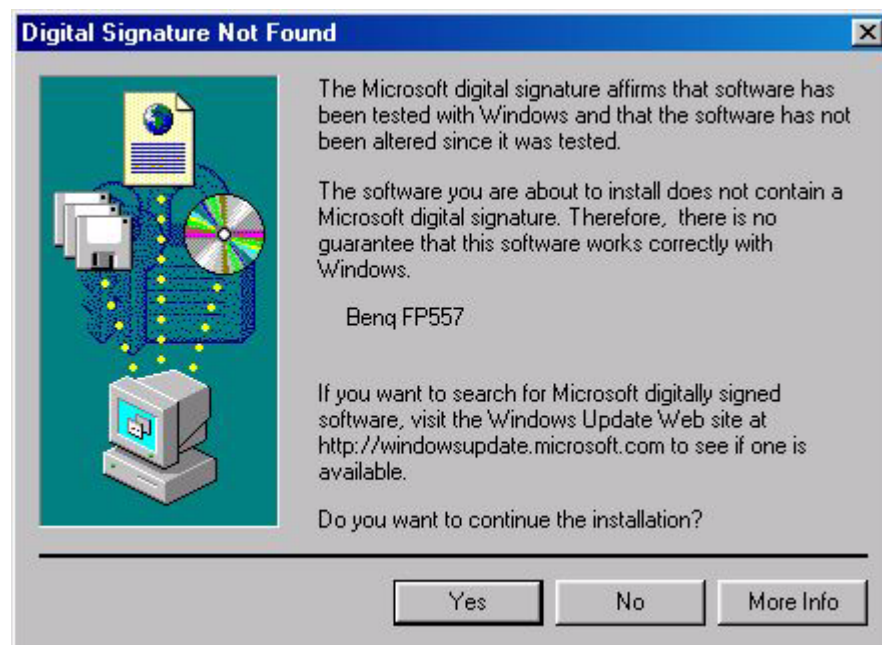 Digital Signature Not Found
The Microsoft digital signature affirms that software has
been tested with Windows and that the software has not
been altered since it was tested.
The software you are about to install does not contain a
Microsoft digital signature. Therefore, there is no
guarantee that this software works correctly with
Windows.
Benq FP557
If you want to search for Microsoft digitally signed
software, visit the Windows Update Web site at
http://windowsupdate.microsoft.com to see if one is
available.
Do you want to continue the installation?
Yes No More Info